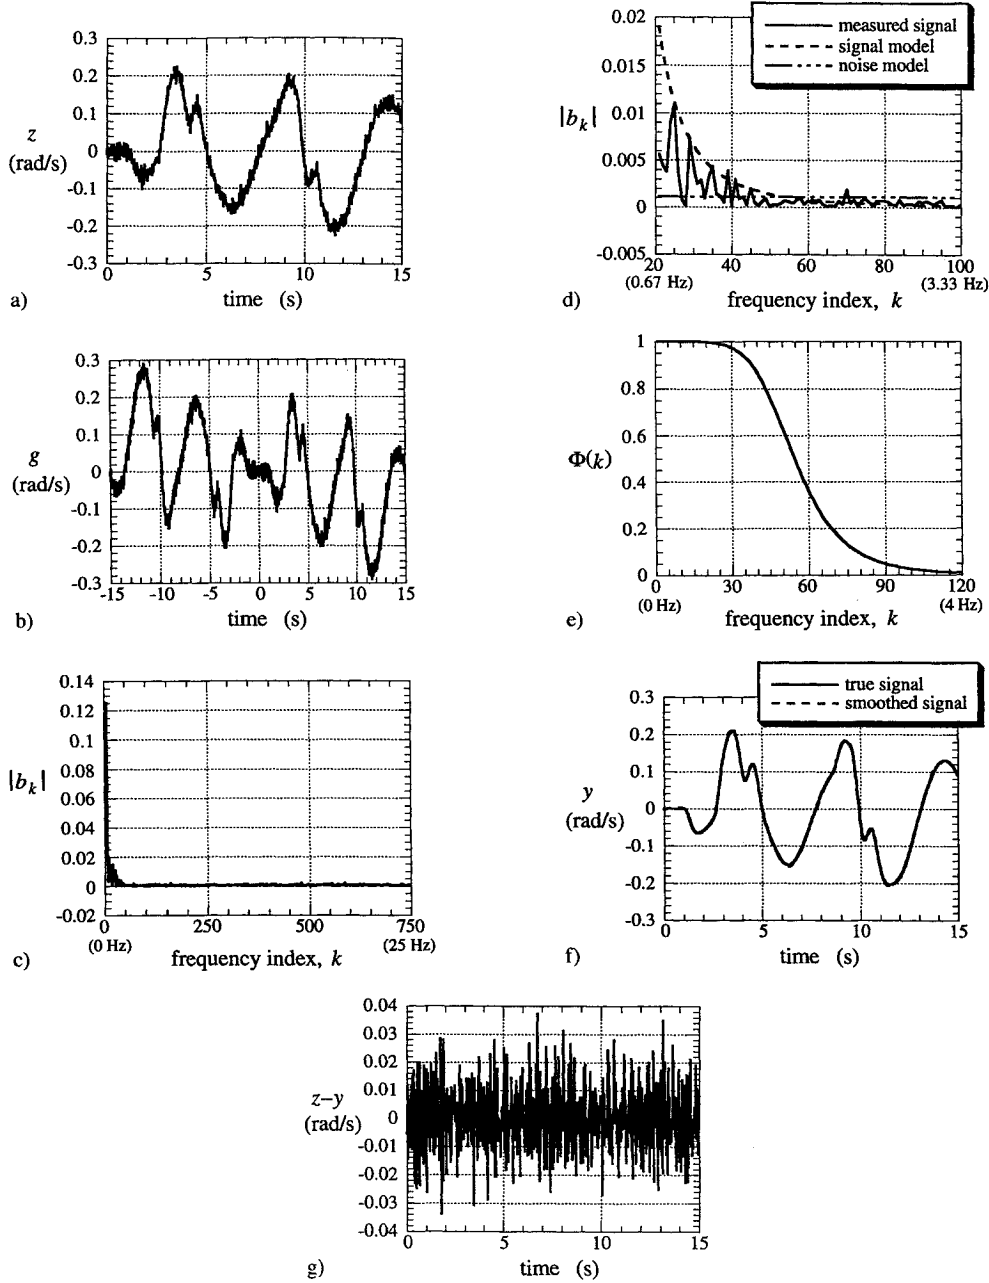 0.3
0.2
0.1
0
-0.1
-0.2
-0.3
z
(rad/s)
0 5 10 15
time (s)
a)
0.3
0.2
0.1
0
-0.1
-0.2
-0.3
g
(rad/s)
-15 -10 -5 0 5 10 15
time (s)
b)
0.14
0.12
0.1
0.08
0.06
0.04
0.02
0
-0.02
|b_k|
0 250 500 750
(0 Hz) (25 Hz)
frequency index, k
c)
measured signal
signal model
noise model
0.02
0.015
0.01
0.005
0
-0.005
|b_k|
20 40 60 80 100
(0.67 Hz) (3.33 Hz)
frequency index, k
d)
1
0.8
0.6
0.4
0.2
0
Φ(k)
0 30 60 90 120
(0 Hz) (4 Hz)
frequency index, k
e)
true signal
smoothed signal
0.3
0.2
0.1
0
-0.1
-0.2
-0.3
y
(rad/s)
0 5 10 15
time (s)
f)
0.04
0.03
0.02
0.01
0
-0.01
-0.02
-0.03
-0.04
z–y
(rad/s)
0 5 10 15
time (s)
g)